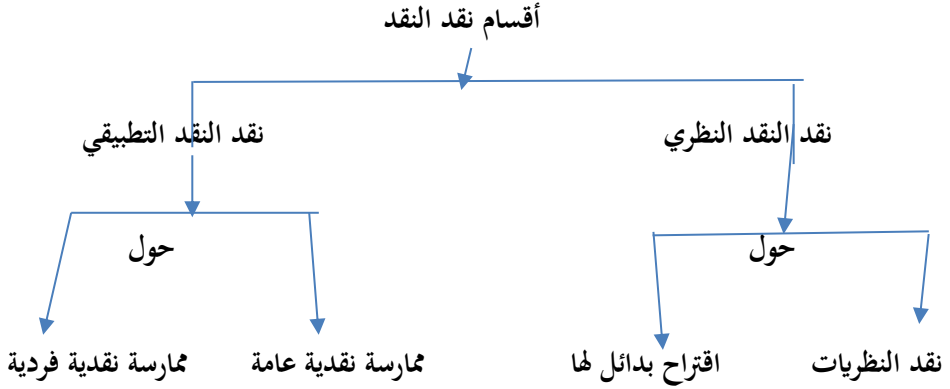 أقسام نقد النقد
نقد النقد النظري نقد النقد التطبيقي
حول حول
نقد النظريات اقتراح بدائل لها ممارسة نقدية عامة ممارسة نقدية فردية